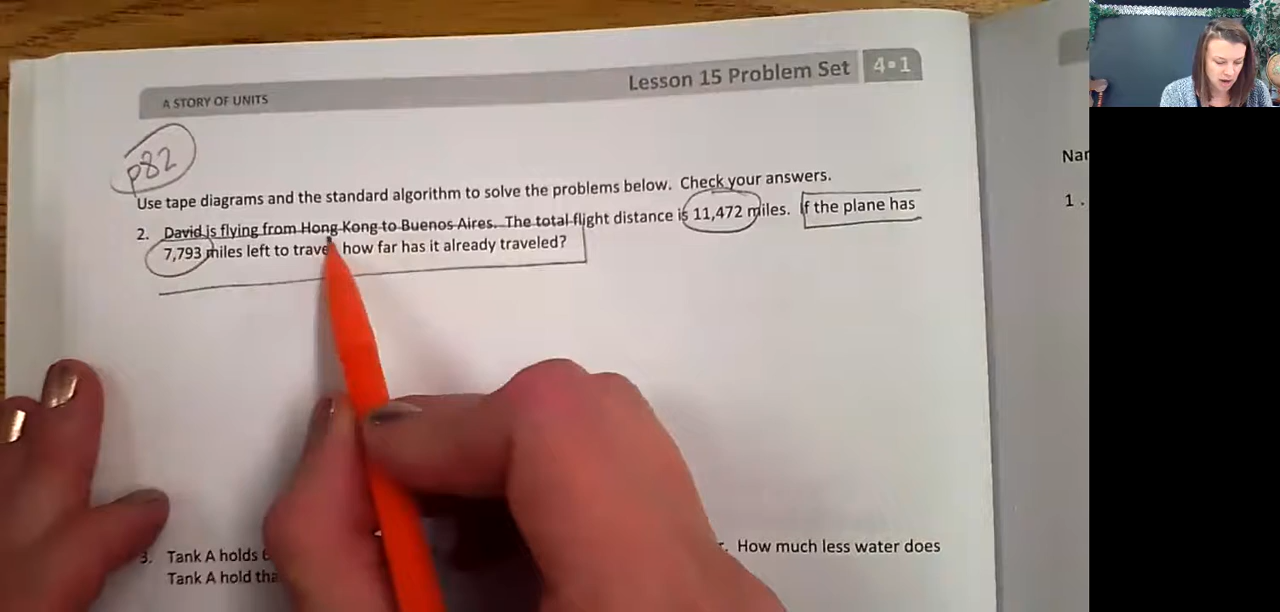 A STORY OF UNITS
Lesson 15 Problem Set 4•1
p82
Use tape diagrams and the standard algorithm to solve the problems below. Check your answers.
2. David is flying from Hong Kong to Buenos Aires. The total flight distance is 11,472 miles. If the plane has
7,793 miles left to travel how far has it already traveled?
3. Tank A holds
How much less water does
Tank A hold
1.